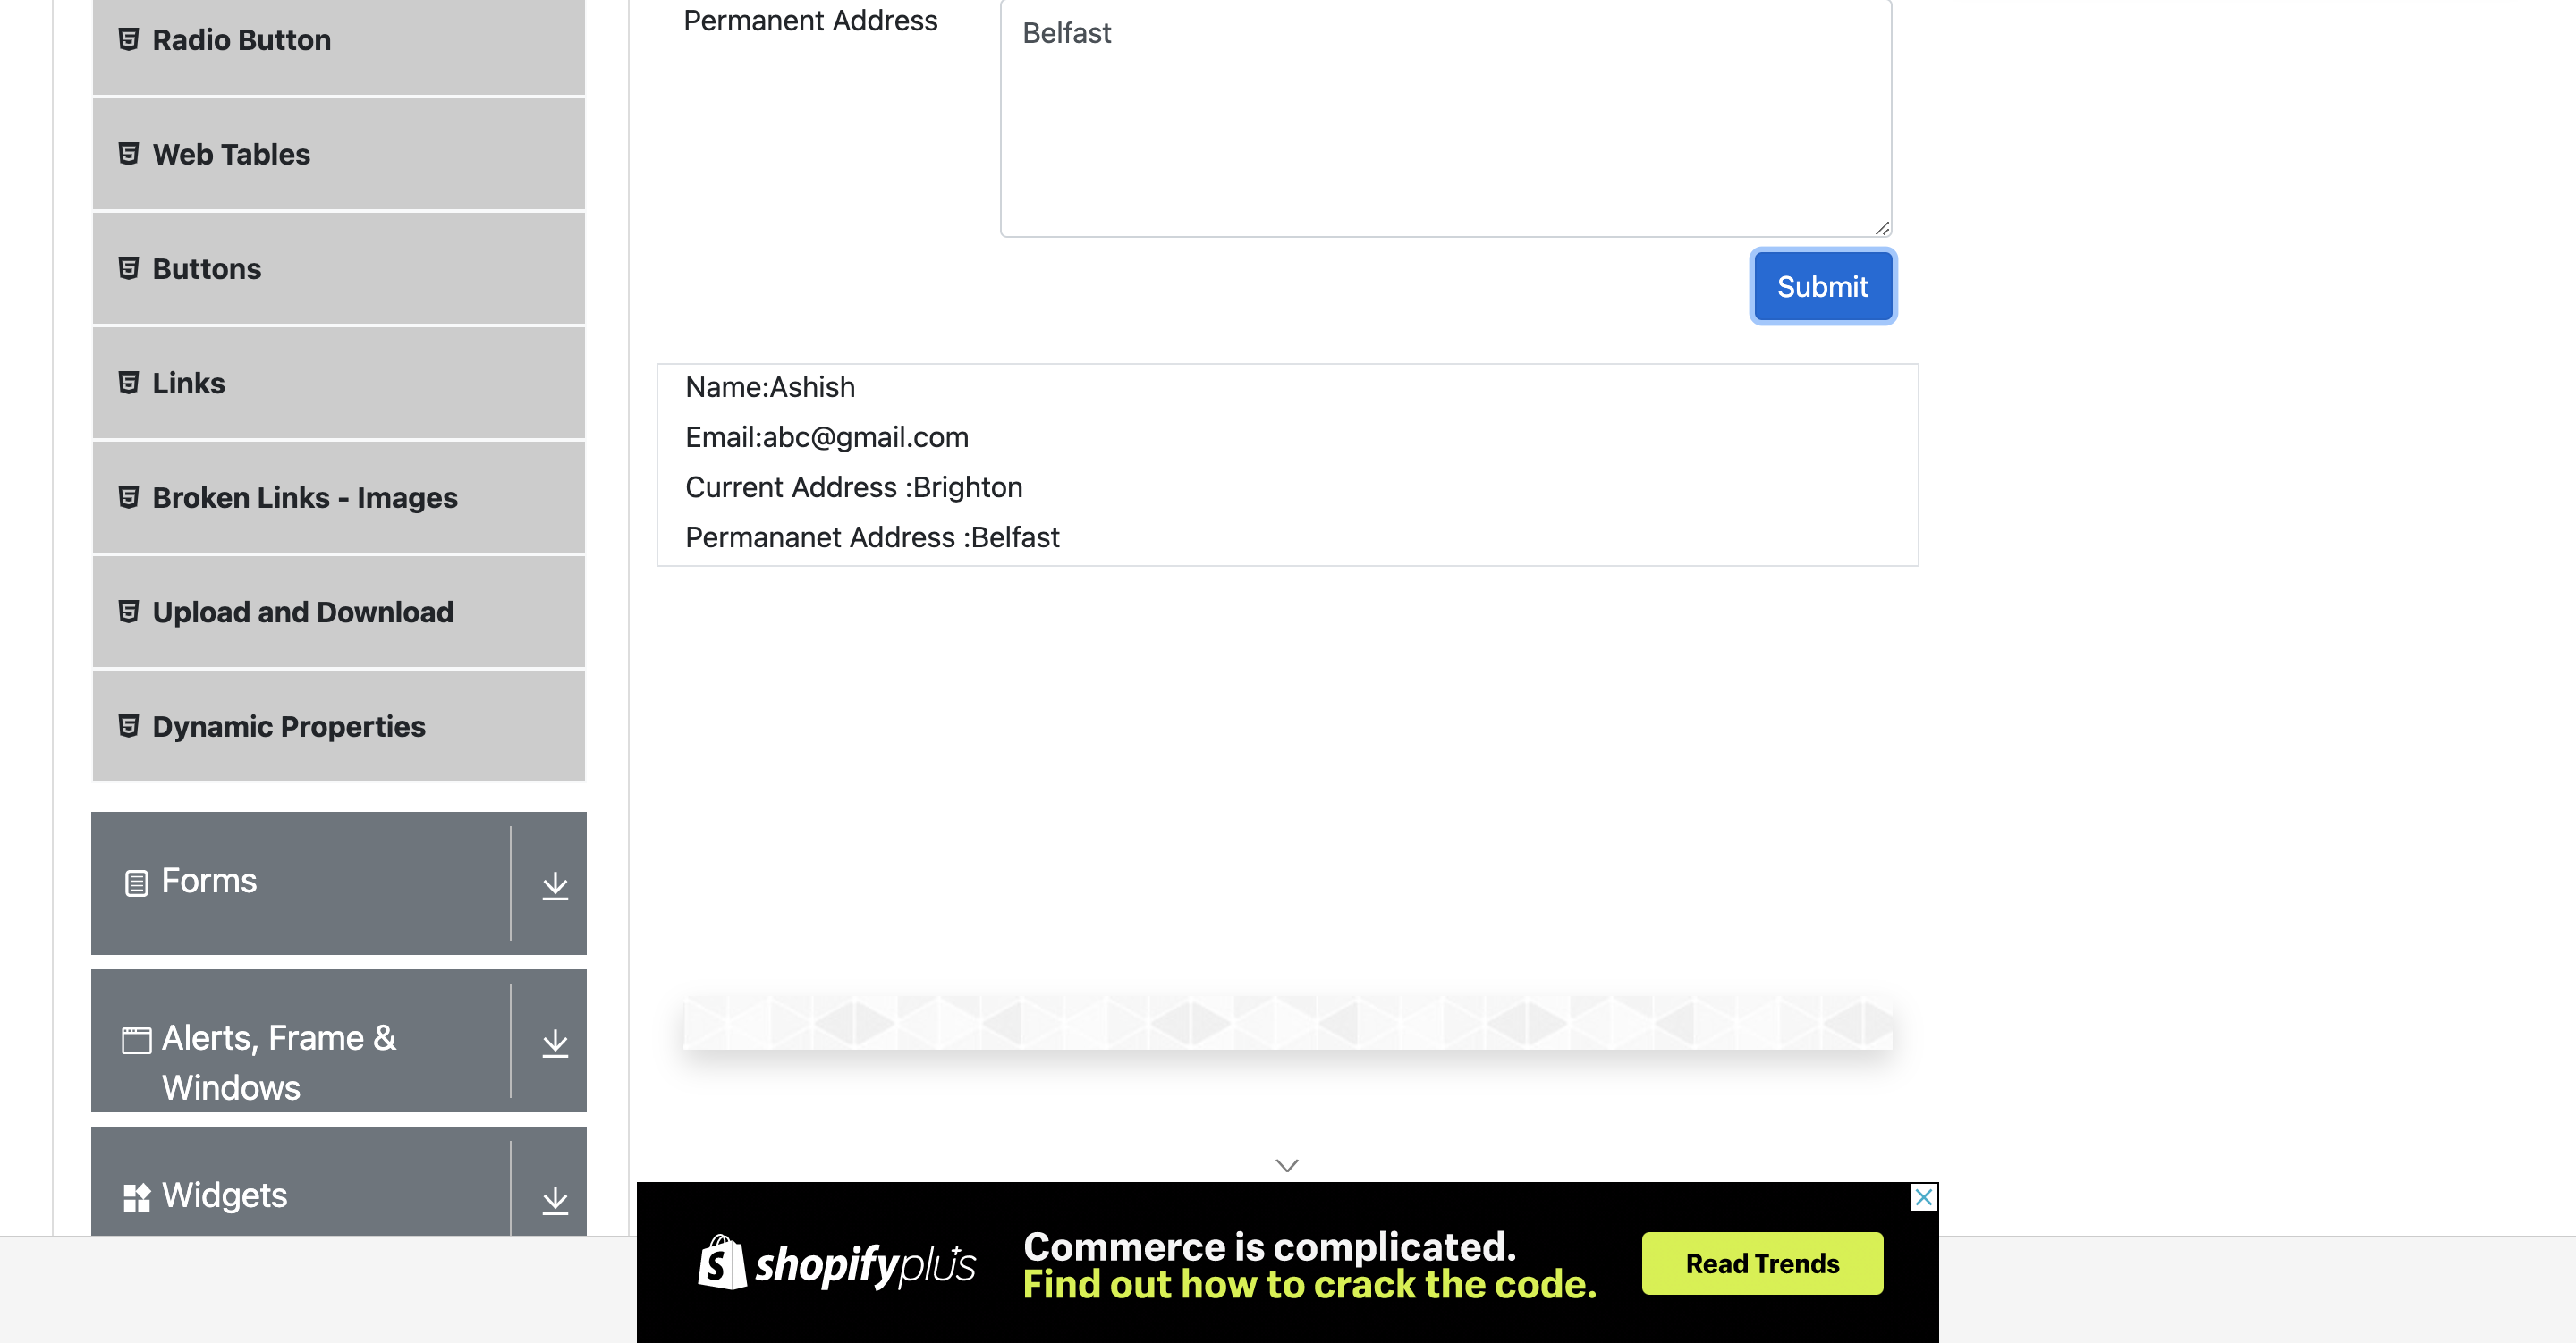 Radio Button
Web Tables
Buttons
Links
Broken Links - Images
Upload and Download
Dynamic Properties
Forms
Alerts, Frame &
Windows
Widgets
Permanent Address
Belfast
Submit
Name:Ashish
Email:abc@gmail.com
Current Address :Brighton
Permananet Address :Belfast
shopifyplus
Commerce is complicated.
Find out how to crack the code.
Read Trends